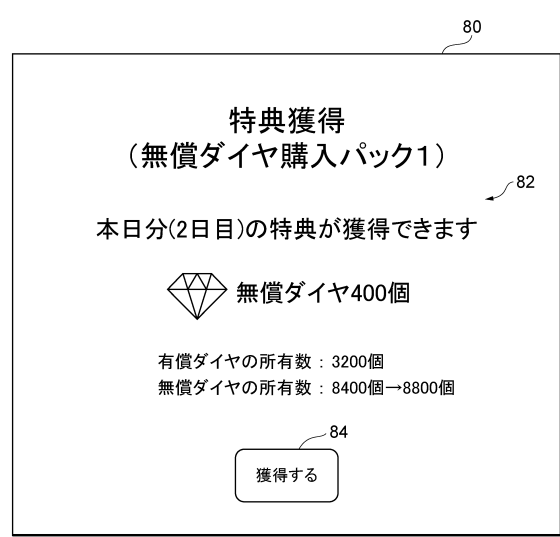 80
特典獲得
（無償ダイヤ購入パック１）
82
本日分(2日目)の特典が獲得できます
無償ダイヤ400個
有償ダイヤの所有数：3200個
無償ダイヤの所有数：8400個→8800個
84
獲得する